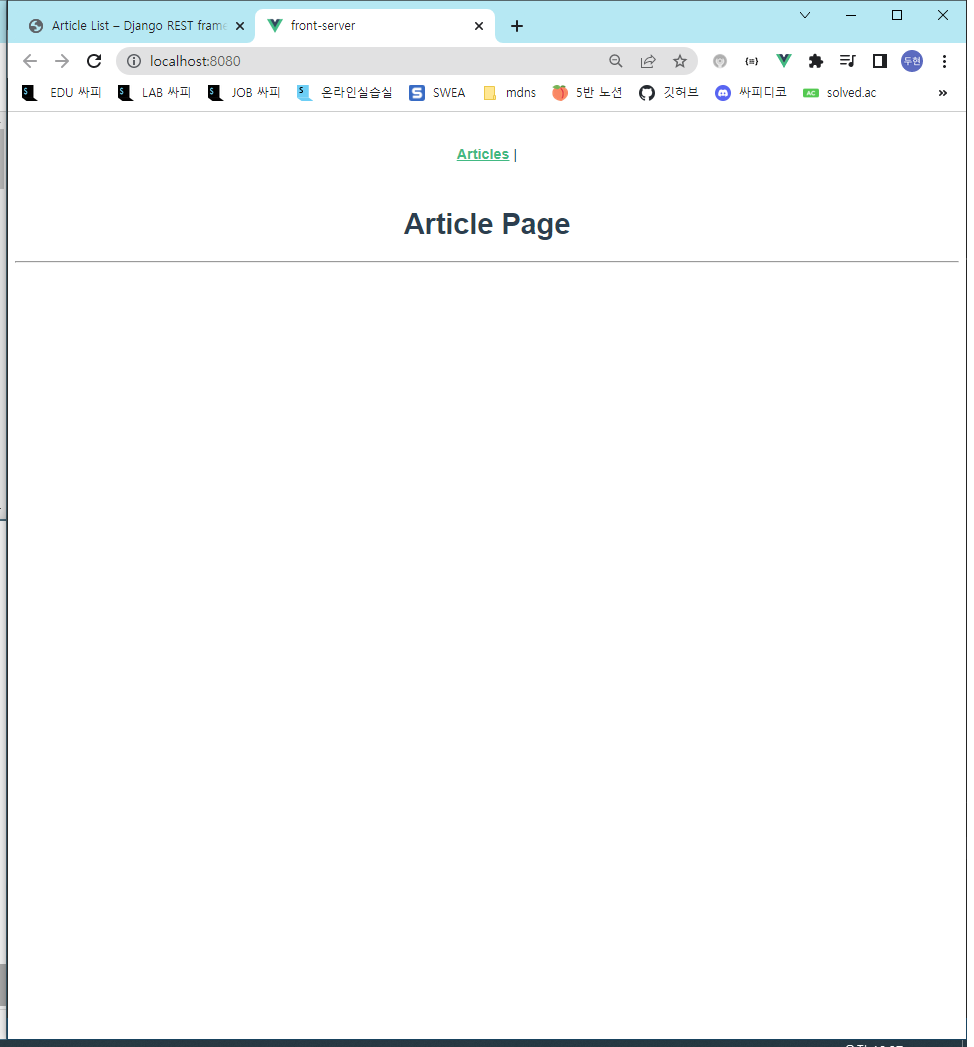 Article List – Django REST frame
front-server
localhost:8080
두현
EDU 싸피
LAB 싸피
JOB 싸피
온라인실습실
SWEA
mdns
5반 노션
깃허브
싸피디코
solved.ac
»
Articles |
Article Page